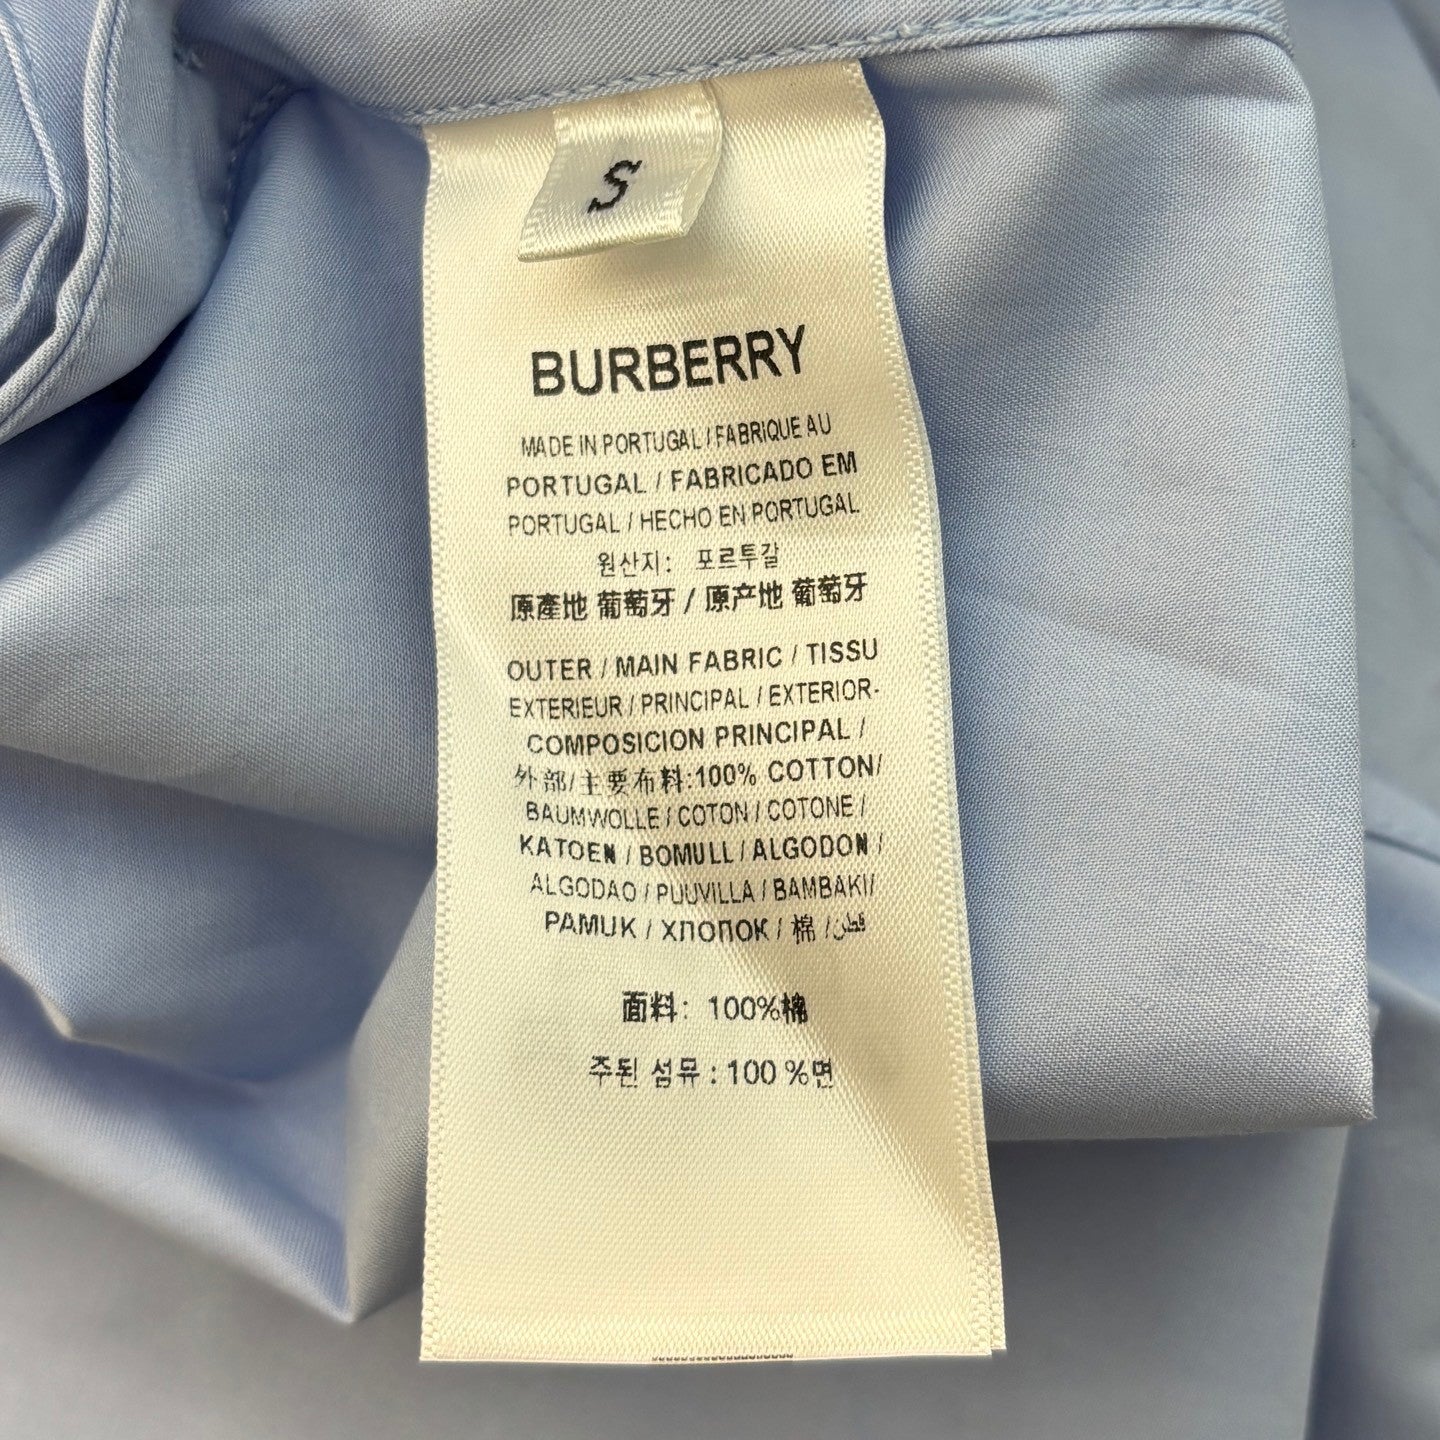 S
BURBERRY
MADE IN PORTUGAL / FABRIQUE AU
PORTUGAL / FABRICADO EM
PORTUGAL / HECHO EN PORTUGAL
원산지: 포르투갈
原產地 葡萄牙 / 原产地 葡萄牙
OUTER / MAIN FABRIC / TISSU
EXTERIEUR / PRINCIPAL / EXTERIOR-
COMPOSICION PRINCIPAL /
外部/主要布料:100% COTTON/
BAUMWOLLE / COTON / COTONE /
KATOEN / BOMULL / ALGODON /
ALGODAO / PUUVILLA / BAMBAKI/
PAMUK / ХЛОПОК / 棉 / قطن
面料: 100%棉
주된 섬유 : 100 %면